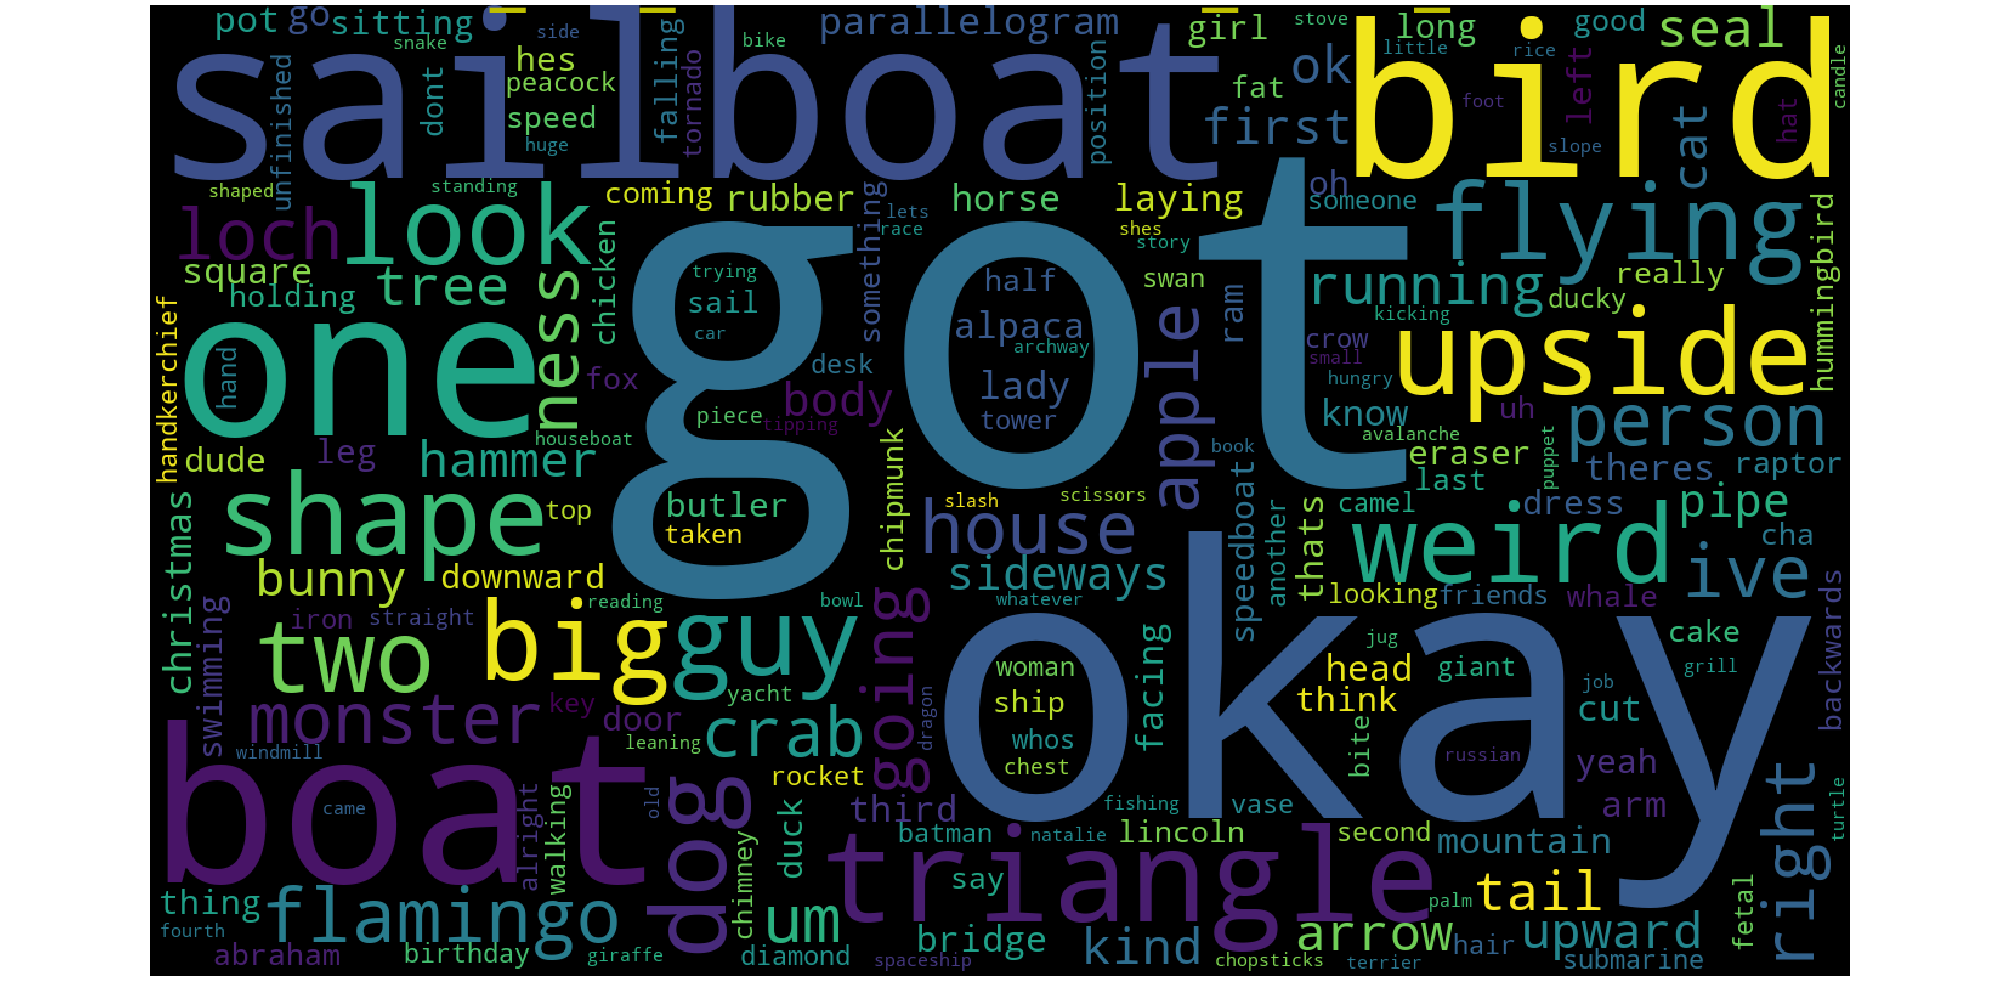 pot
go
sitting
parallelogram
girl
stove
long
good
seal
sailboat
bird
snake
side
bike
hes
peacock
speed
huge
unfinished
dont
falling
tornado
position
fat
ok
first
little
rice
foot
slope
left
cat
hat
candle
shaped
standing
coming
rubber
horse
laying
oh
someone
flying
loch
look
chicken
something
lets
race
shes
story
swan
square
holding
tree
ness
trying
sail
car
half
alpaca
archway
ram
running
really
ducky
kicking
hummingbird
handkerchief
hand
one
got
fox
desk
body
lady
tower
apple
crow
small
hungry
upside
piece
tipping
know
uh
person
dude
leg
hammer
houseboat
chipmunk
book
avalanche
eraser
puppet
theres
raptor
last
shape
top
butler
taken
slash
scissors
house
speedboat
another
thats
camel
dress
pipe
weird
cha
christmas
bunny
downward
sideways
ive
swimming
iron
straight
reading
bowl
whatever
looking
friends
whale
backwards
two
big
guy
going
okay
woman
facing
jug
head
giant
cake
grill
monster
key
door
yacht
ship
think
job
cut
windmill
leaning
crab
dragon
whos
chest
bite
russian
yeah
boat
came
rocket
fishing
vase
arm
right
turtle
alright
walking
old
dog
chimney
duck
third
batman
natalie
lincoln
second
mountain
triangle
thing
flamingo
um
say
palm
tail
fetal
fourth
abraham
birthday
giraffe
diamond
bridge
kind
arrow
hair
upward
spaceship
chopsticks
terrier
submarine